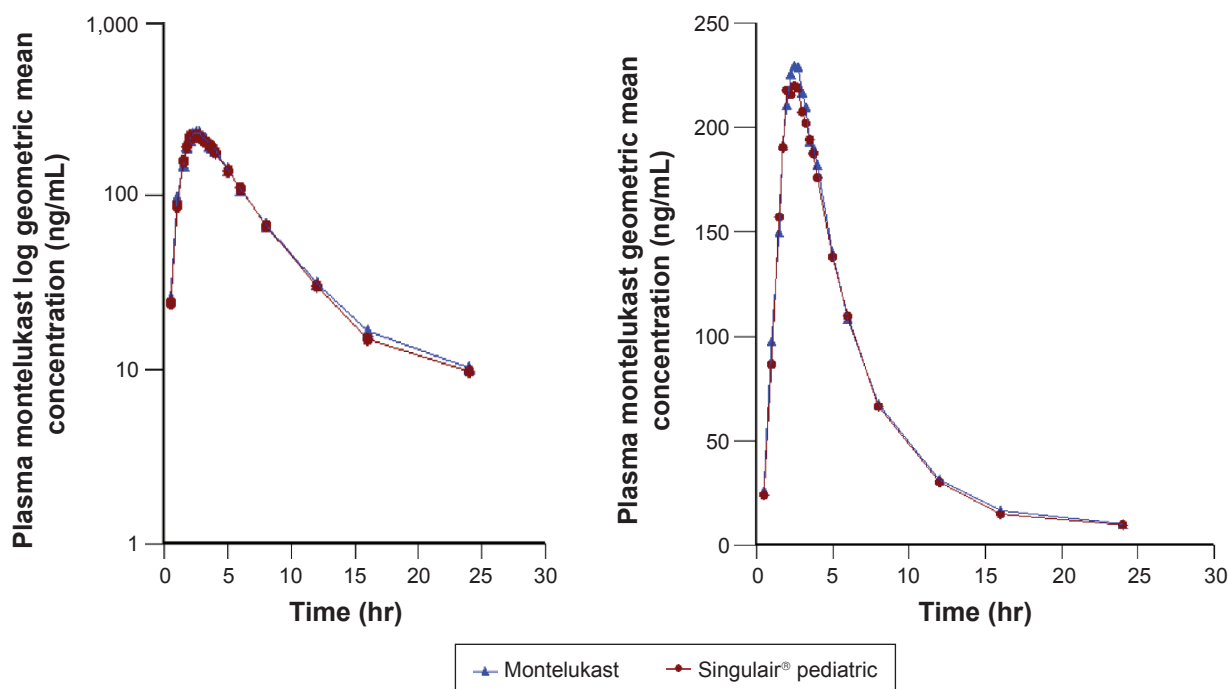 Plasma montelukast log geometric mean
concentration (ng/mL)
1,000
100
10
1
0 5 10 15 20 25 30
Time (hr)
Plasma montelukast geometric mean
concentration (ng/mL)
250
200
150
100
50
0
0 5 10 15 20 25 30
Time (hr)
Montelukast Singulair® pediatric